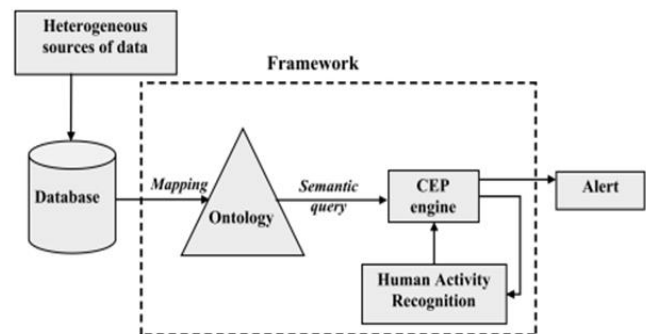 Heterogeneous
sources of data
Framework
Database
Mapping
Ontology
Semantic
query
CEP
engine
Alert
Human Activity
Recognition